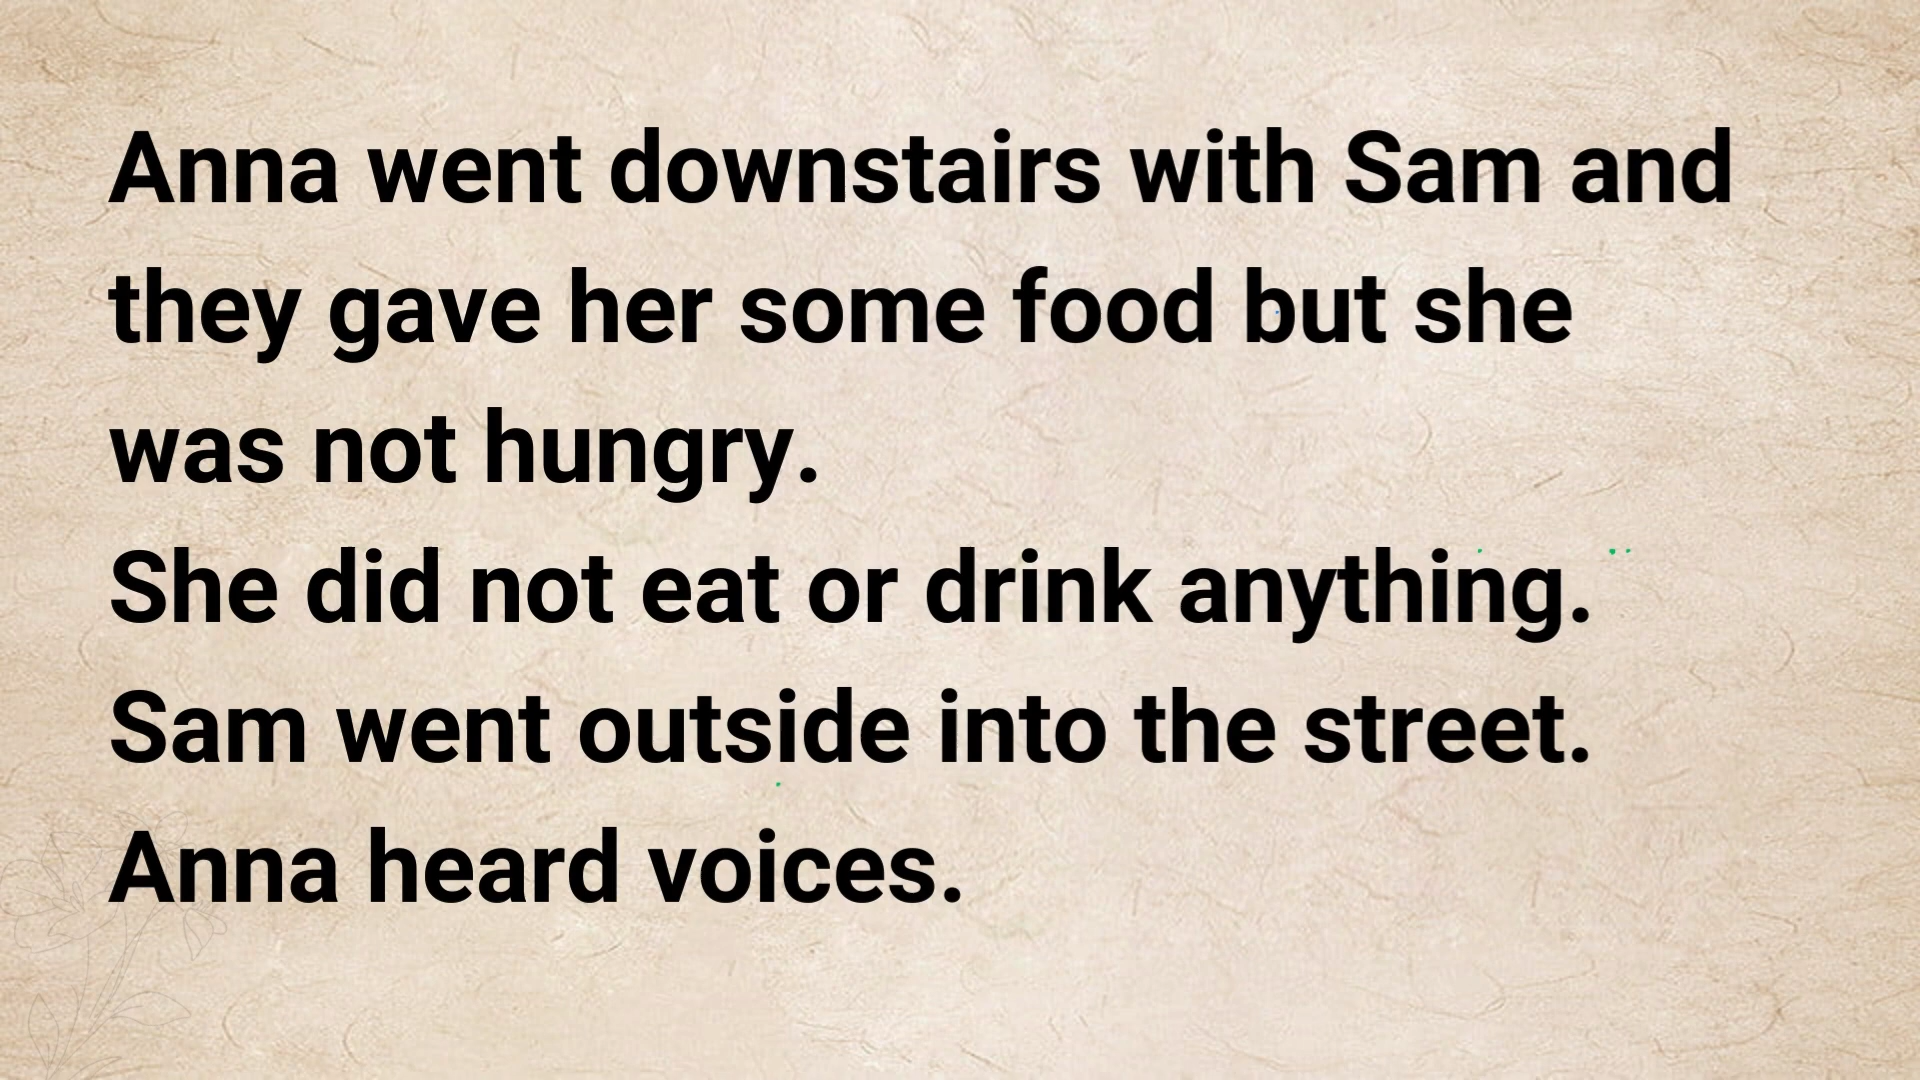 Anna went downstairs with Sam and
they gave her some food but she
was not hungry.
She did not eat or drink anything.
Sam went outside into the street.
Anna heard voices.